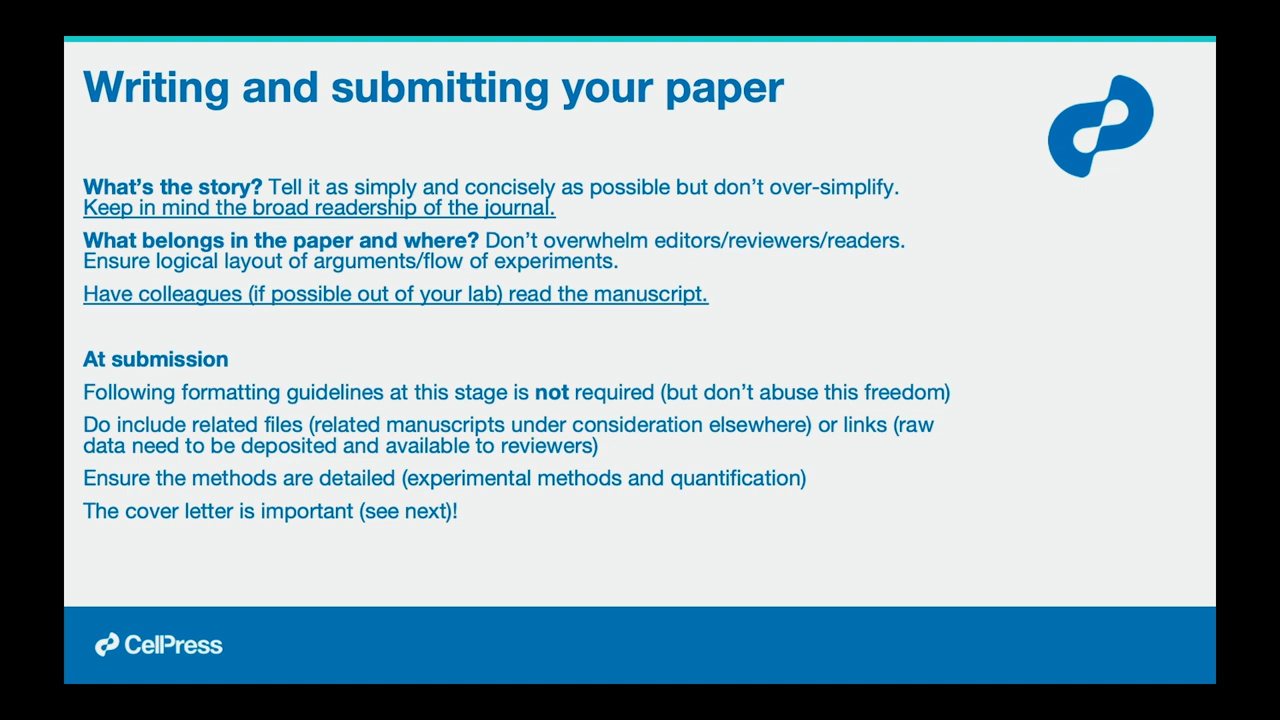 Writing and submitting your paper
What’s the story? Tell it as simply and concisely as possible but don’t over-simplify.
Keep in mind the broad readership of the journal.
What belongs in the paper and where? Don’t overwhelm editors/reviewers/readers.
Ensure logical layout of arguments/flow of experiments.
Have colleagues (if possible out of your lab) read the manuscript.
At submission
Following formatting guidelines at this stage is not required (but don’t abuse this freedom)
Do include related files (related manuscripts under consideration elsewhere) or links (raw
data need to be deposited and available to reviewers)
Ensure the methods are detailed (experimental methods and quantification)
The cover letter is important (see next)!
CellPress